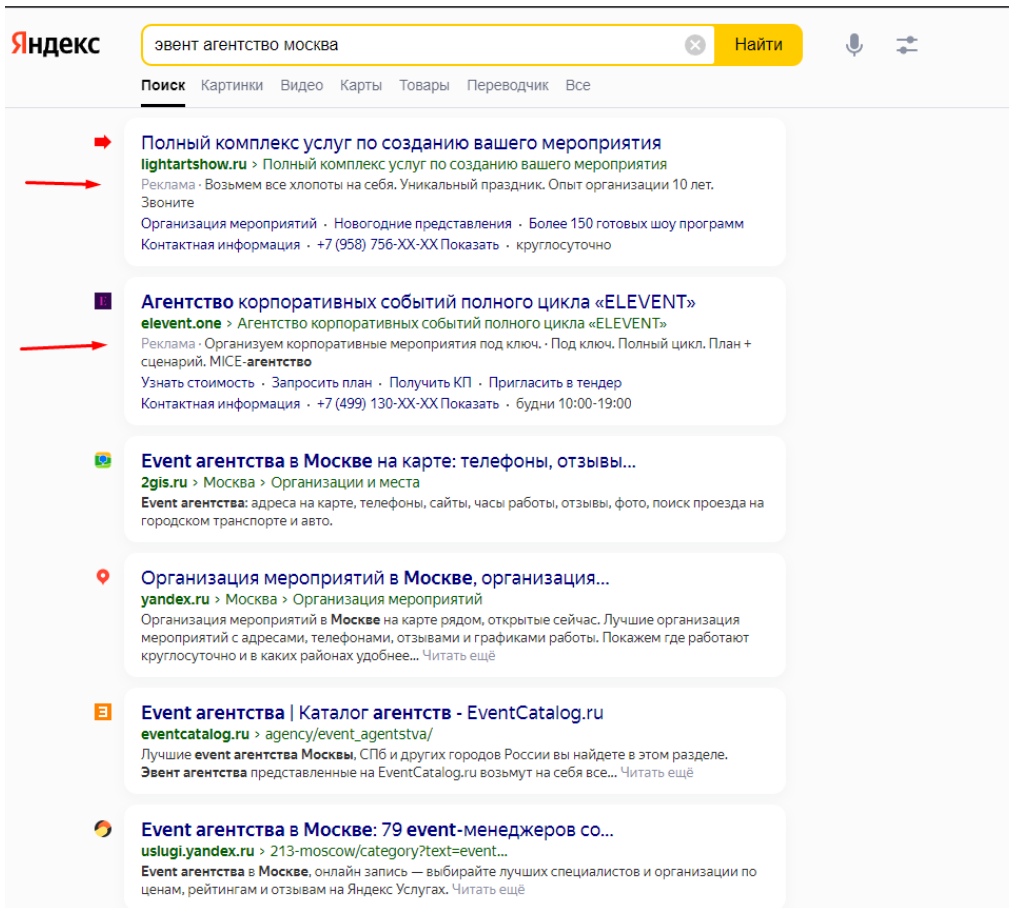 Яндекс
эвент агентство москва
Найти
Поиск Картинки Видео Карты Товары Переводчик Все
Полный комплекс услуг по созданию вашего мероприятия
lightartshow.ru › Полный комплекс услуг по созданию вашего мероприятия
Реклама · Возьмем все хлопоты на себя. Уникальный праздник. Опыт организации 10 лет.
Звоните
Организация мероприятий · Новогодние представления · Более 150 готовых шоу программ
Контактная информация · +7 (958) 756-XX-XX Показать · круглосуточно
E
Агентство корпоративных событий полного цикла «ELEVENT»
elevent.one › Агентство корпоративных событий полного цикла «ELEVENT»
Реклама · Организуем корпоративные мероприятия под ключ. · Под ключ. Полный цикл. План +
сценарий. MICE-агентство
Узнать стоимость · Запросить план · Получить КП · Пригласить в тендер
Контактная информация · +7 (499) 130-XX-XX Показать · будни 10:00-19:00
Event агентства в Москве на карте: телефоны, отзывы...
2gis.ru › Москва › Организации и места
Event агентства: адреса на карте, телефоны, сайты, часы работы, отзывы, фото, поиск проезда на
городском транспорте и авто.
Организация мероприятий в Москве, организация...
yandex.ru › Москва › Организация мероприятий
Организация мероприятий в Москве на карте рядом, открытые сейчас. Лучшие организация
мероприятий с адресами, телефонами, отзывами и графиками работы. Покажем где работают
круглосуточно и в каких районах удобнее... Читать ещё
Э
Event агентства | Каталог агентств - EventCatalog.ru
eventcatalog.ru › agency/event_agentstva/
Лучшие event агентства Москвы, СПб и других городов России вы найдете в этом разделе.
Эвент агентства представленные на EventCatalog.ru возьмут на себя все... Читать ещё
Event агентства в Москве: 79 event-менеджеров со...
uslugi.yandex.ru › 213-moscow/category?text=event...
Event агентства в Москве, онлайн запись — выбирайте лучших специалистов и организации по
ценам, рейтингам и отзывам на Яндекс Услугах. Читать ещё